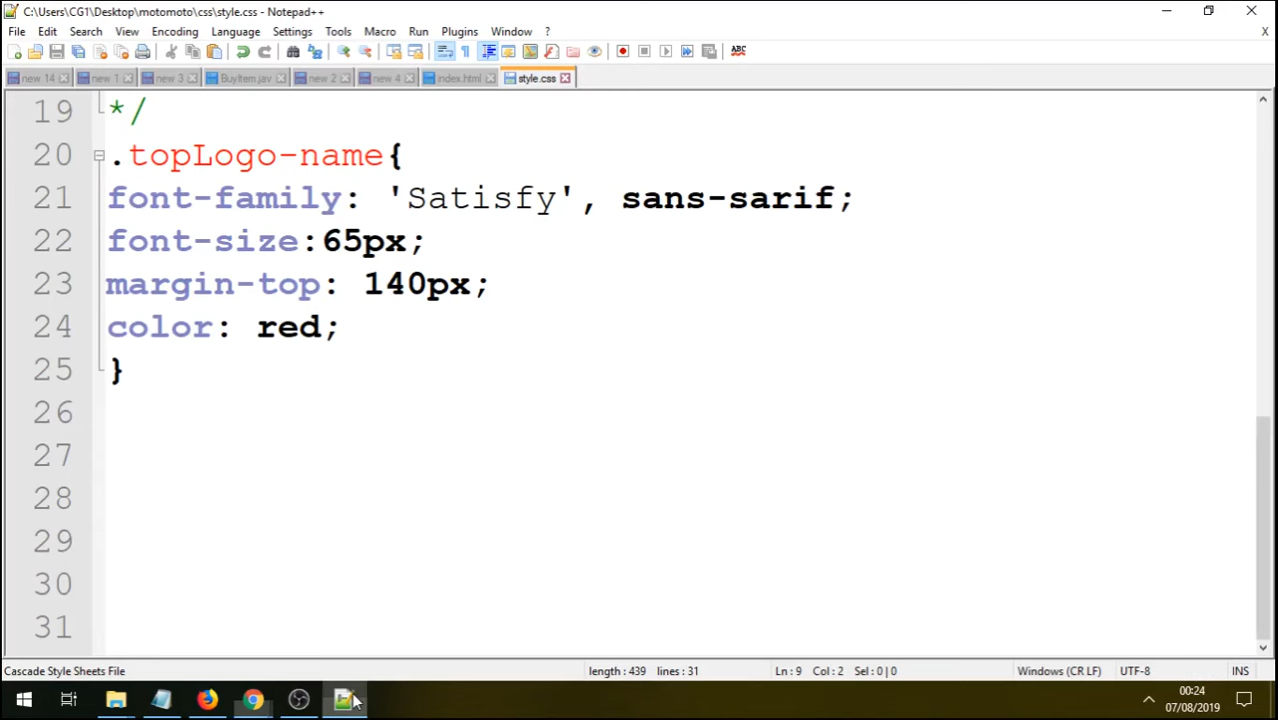 C:\Users\CG1\Desktop\motomoto\css\style.css - Notepad++
File Edit Search View Encoding Language Settings Tools Macro Run Plugins Window ? X
new 14 new 1 new 3 BuyItem.jav new 2 new 4 index.html style.css
19 */
20 .topLogo-name{
21 font-family: 'Satisfy', sans-sarif;
22 font-size:65px;
23 margin-top: 140px;
24 color: red;
25 }
26
27
28
29
30
31
Cascade Style Sheets File length : 439 lines : 31 Ln : 9 Col : 2 Sel : 0 | 0 Windows (CR LF) UTF-8 INS
00:24
07/08/2019